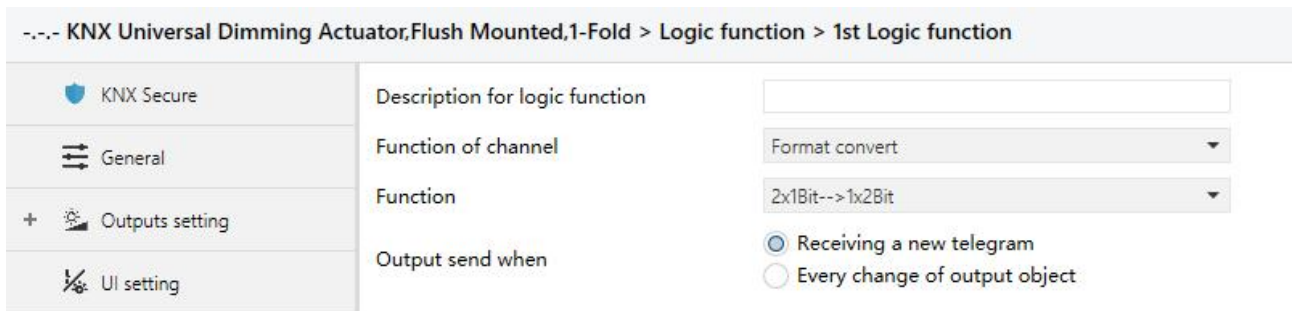 -.-.- KNX Universal Dimming Actuator,Flush Mounted,1-Fold > Logic function > 1st Logic function
KNX Secure
General
+ Outputs setting
UI setting
Description for logic function
Function of channel Format convert
Function 2x1Bit-->1x2Bit
Output send when Receiving a new telegram
Every change of output object